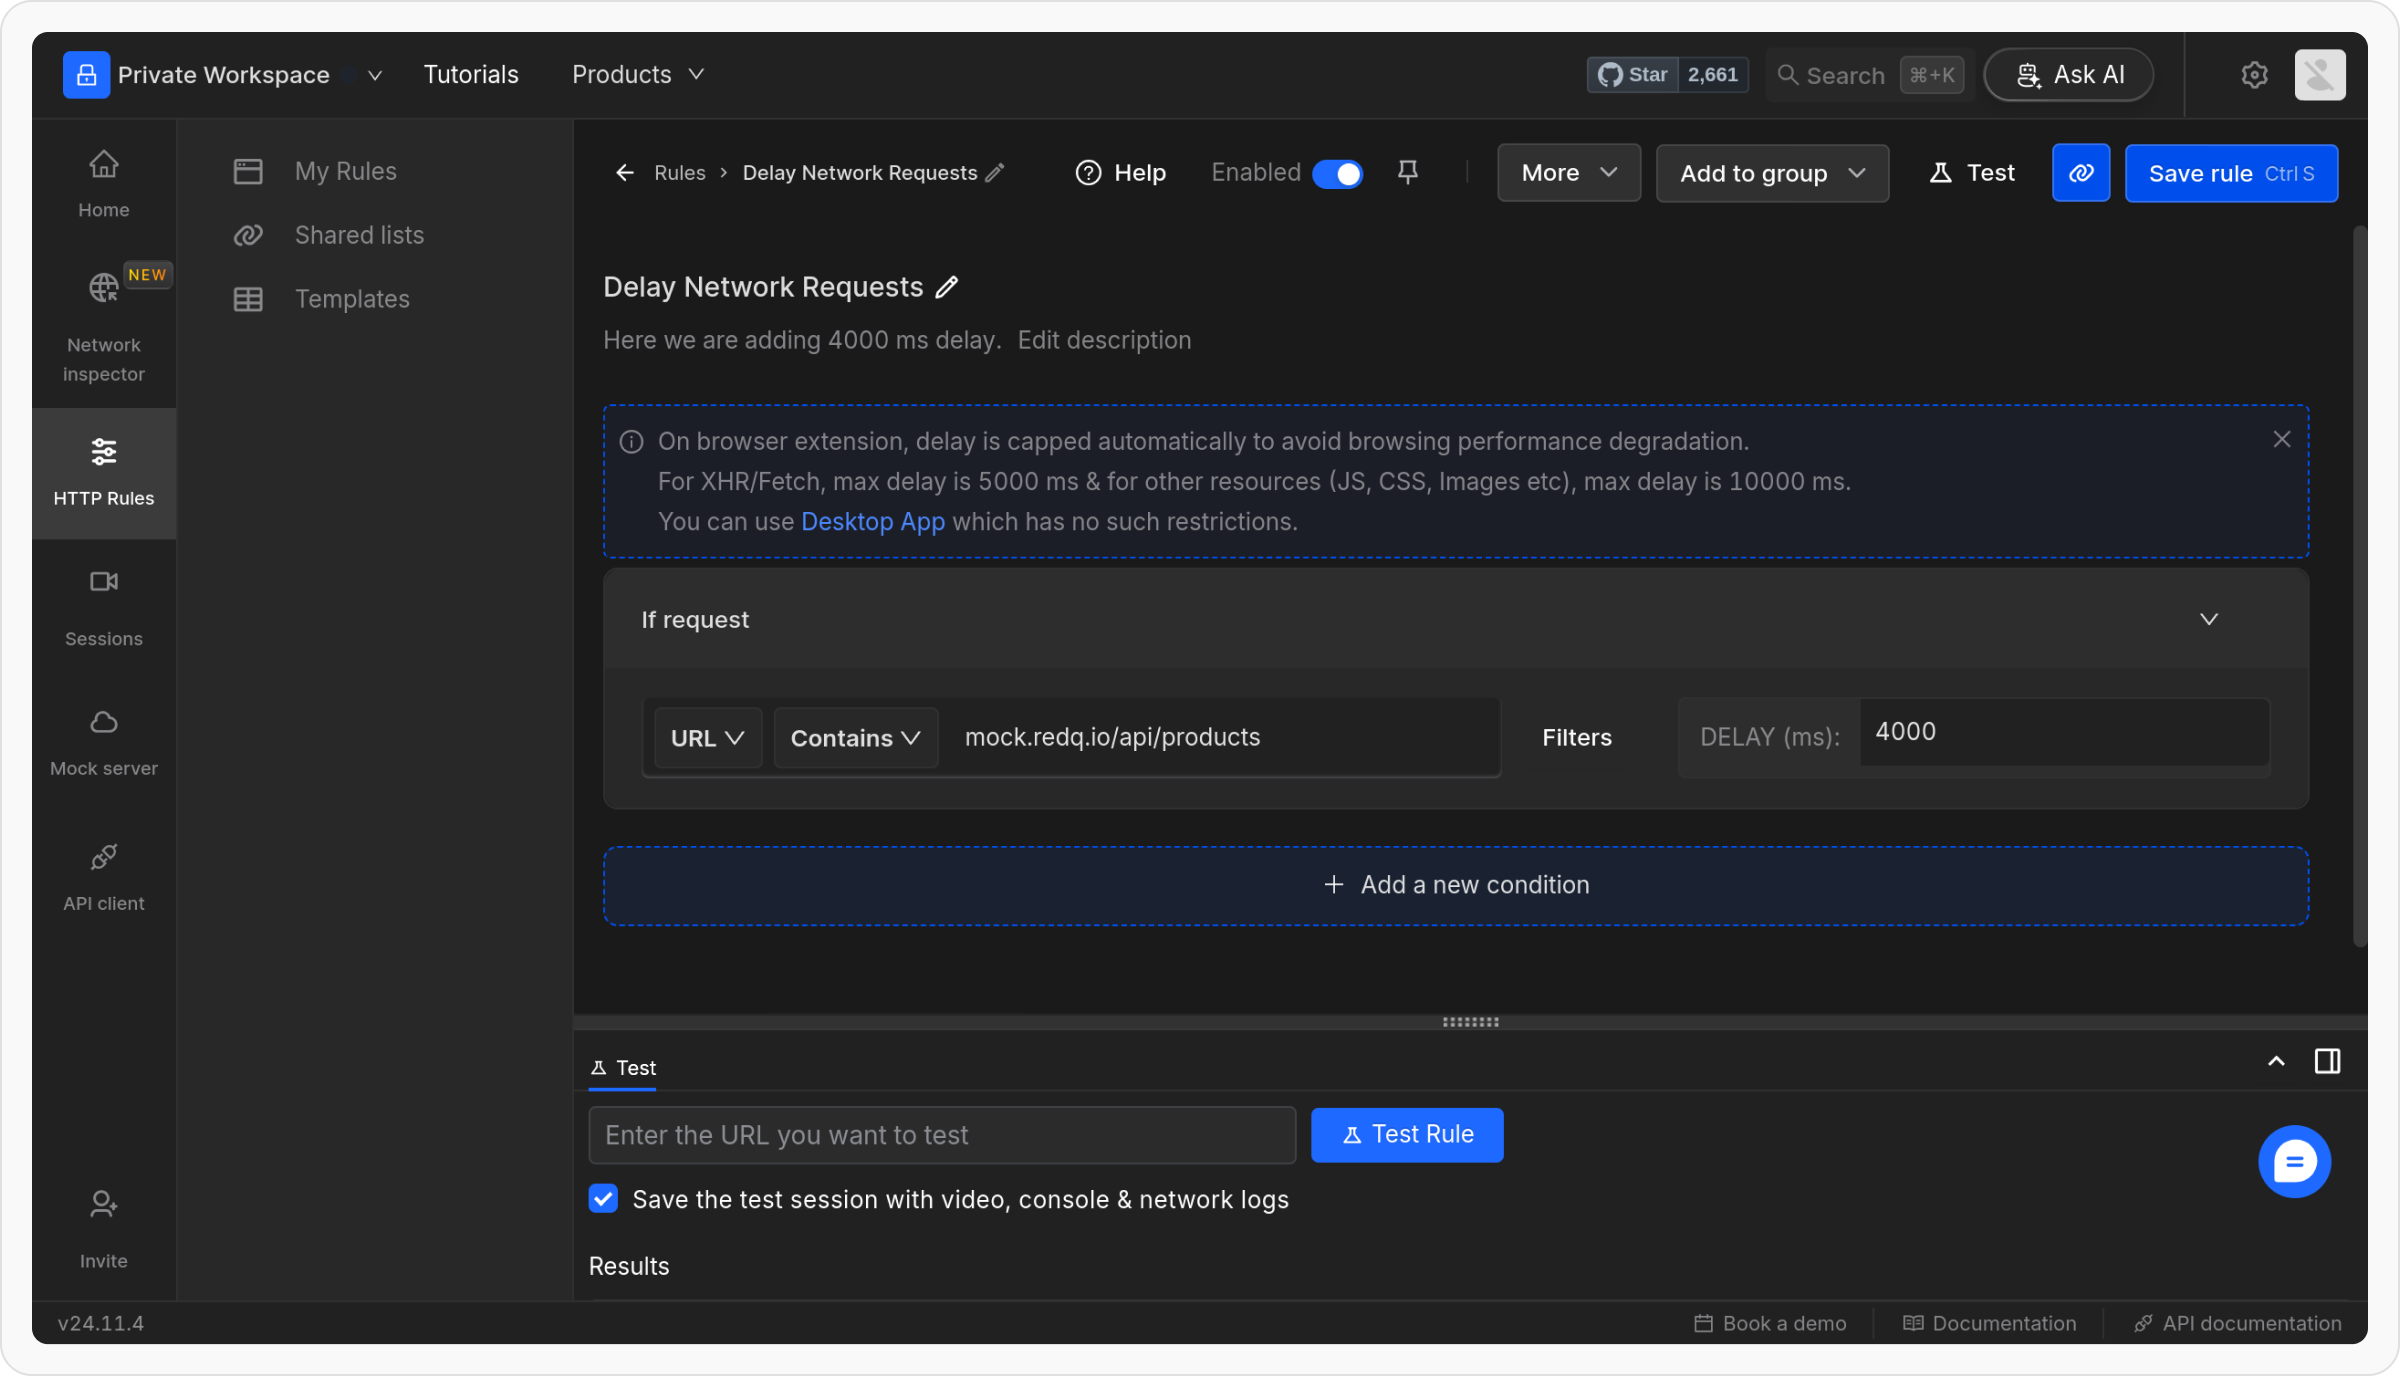 Private Workspace
Tutorials
Products
Star 2,661
Search ⌘+K
Ask AI
Home
NEW
Network
inspector
HTTP Rules
Sessions
Mock server
API client
Invite
My Rules
Shared lists
Templates
Rules > Delay Network Requests
Help
Enabled
More
Add to group
Test
Save rule Ctrl S
Delay Network Requests
Here we are adding 4000 ms delay. Edit description
On browser extension, delay is capped automatically to avoid browsing performance degradation.
For XHR/Fetch, max delay is 5000 ms & for other resources (JS, CSS, Images etc), max delay is 10000 ms.
You can use Desktop App which has no such restrictions.
If request
URL
Contains
mock.redq.io/api/products
Filters
DELAY (ms):
4000
+ Add a new condition
Test
Enter the URL you want to test
Test Rule
Save the test session with video, console & network logs
Results
v24.11.4
Book a demo
Documentation
API documentation